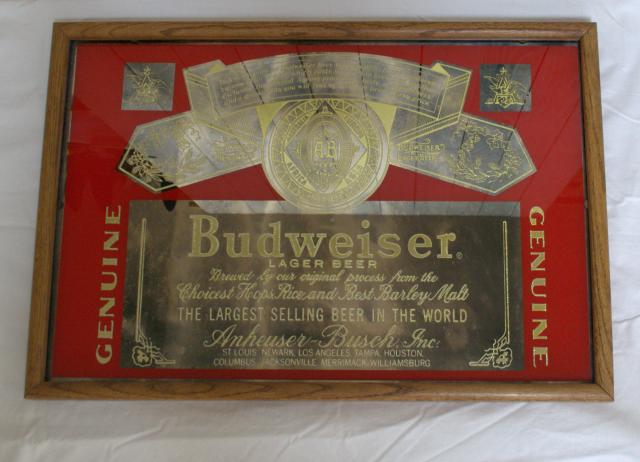 AB
BUDWEISER
GENUINE
Budweiser®
LAGER BEER
Brewed by our original process from the
Choicest Hops, Rice and Best Barley Malt
THE LARGEST SELLING BEER IN THE WORLD
Anheuser-Busch, Inc.
ST. LOUIS, NEWARK, LOS ANGELES, TAMPA, HOUSTON,
COLUMBUS, JACKSONVILLE, MERRIMACK, WILLIAMSBURG
GENUINE